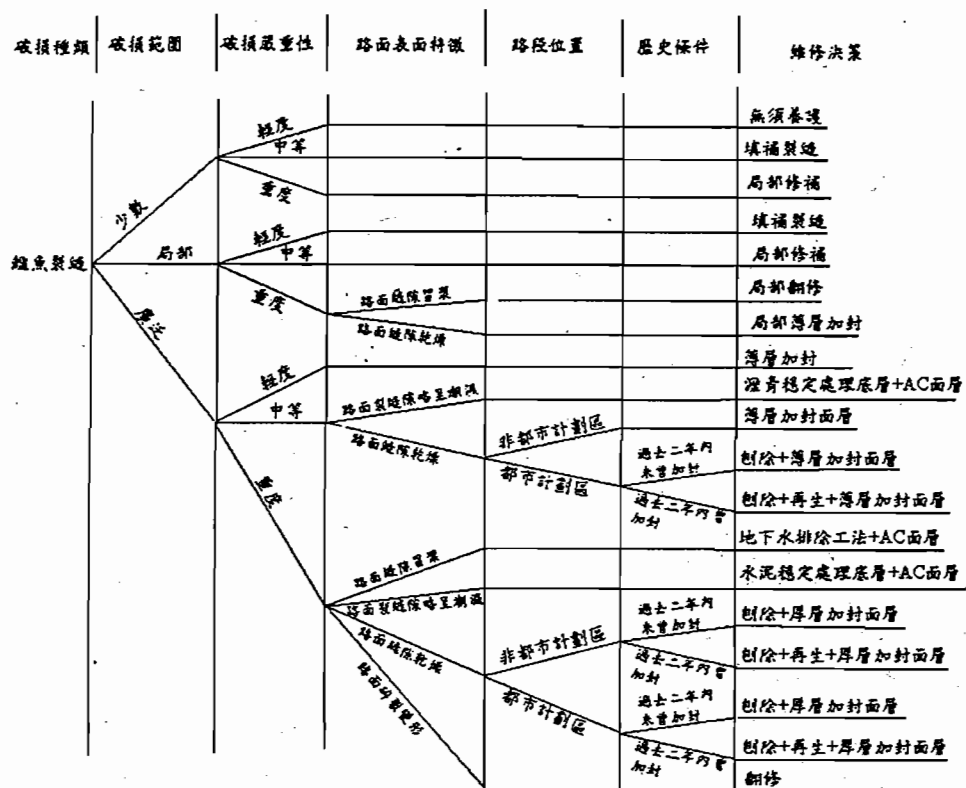 破損種類 破損範圍 破損嚴重性 路面表面特徵 路段位置 歷史條件 維修決策
輕度 無須養護
中等 填補裂縫
重度 局部修補
少數
輕度 填補裂縫
鱷魚裂縫 局部 中等 局部修補
重度 路面縫隙冒漿 局部翻修
路面縫隙乾燥 局部薄層加封
廣泛
輕度 薄層加封
中等 路面裂縫隙略呈潮濕 瀝青穩定處理底層+AC面層
路面縫隙乾燥 非都市計劃區 薄層加封面層
都市計劃區 過去二年內
未曾加封 刨除+薄層加封面層
過去二年內曾
加封 刨除+再生+薄層加封面層
重度
路面縫隙冒漿 地下水排除工法+AC面層
路面裂縫隙略呈潮濕 水泥穩定處理底層+AC面層
路面縫隙乾燥 非都市計劃區 過去二年內
未曾加封 刨除+厚層加封面層
過去二年內曾
加封 刨除+再生+厚層加封面層
都市計劃區 過去二年內
未曾加封 刨除+厚層加封面層
過去二年內曾
加封 刨除+再生+厚層加封面層
路面碎裂變形 翻修